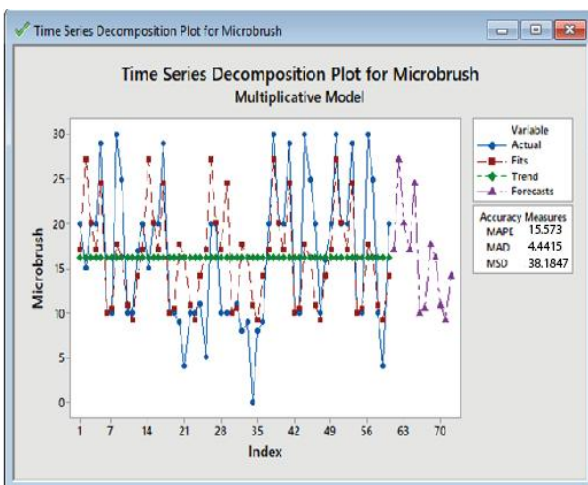 Time Series Decomposition Plot for Microbrush
Time Series Decomposition Plot for Microbrush
Multiplicative Model
Variable
Actual
Fits
Trend
Forecasts
Accuracy Measures
MAPE 15.573
MAD 4.4415
MSD 38.1847
Microbrush
30
25
20
15
10
5
0
1 7 14 21 28 35 42 49 56 63 70
Index